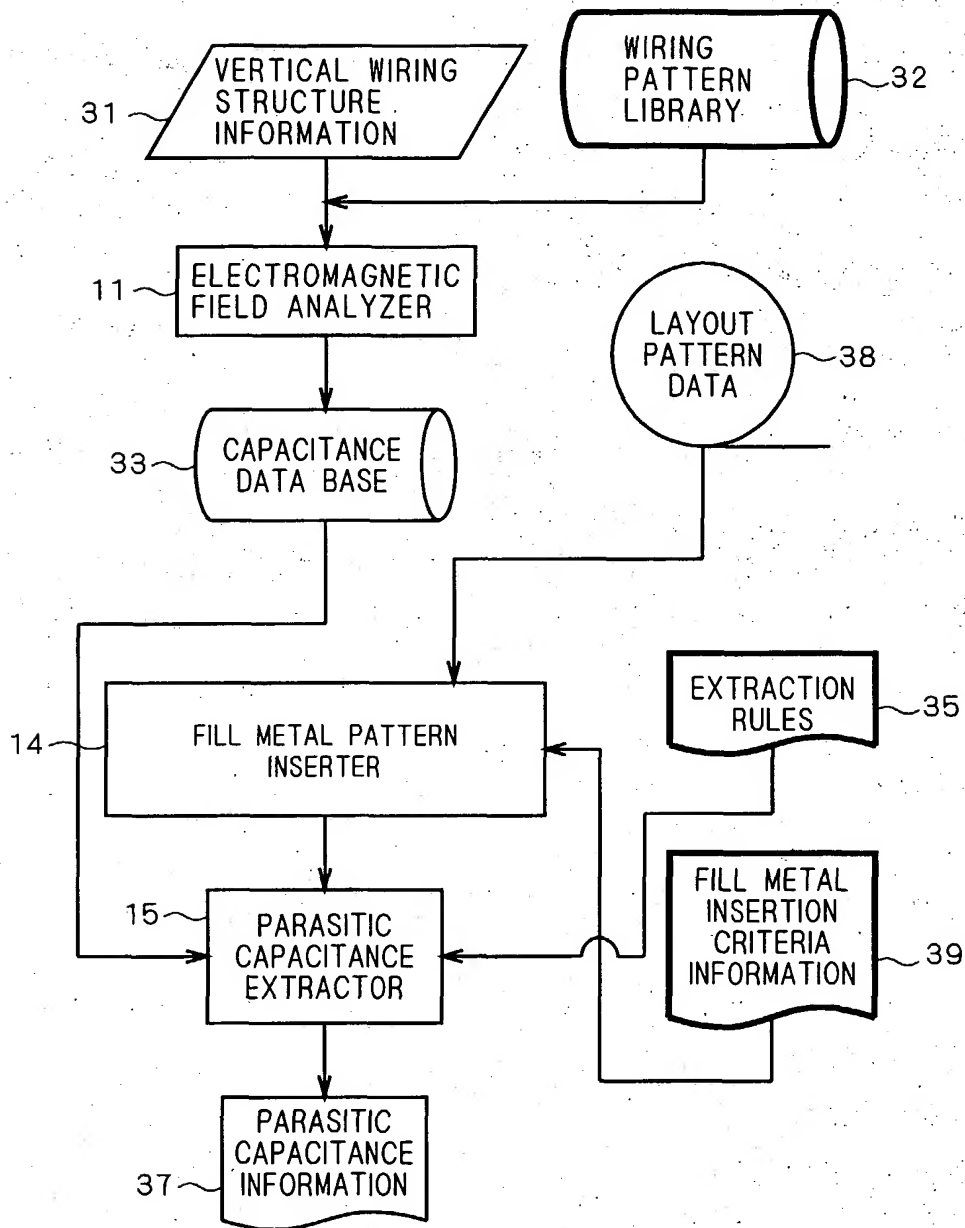 VERTICAL WIRING
STRUCTURE
INFORMATION
31
WIRING
PATTERN
LIBRARY
32
ELECTROMAGNETIC
FIELD ANALYZER
11
LAYOUT
PATTERN
DATA
38
CAPACITANCE
DATA BASE
33
EXTRACTION
RULES
35
FILL METAL PATTERN
INSERTER
14
FILL METAL
INSERTION
CRITERIA
INFORMATION
39
15
PARASITIC
CAPACITANCE
EXTRACTOR
PARASITIC
CAPACITANCE
INFORMATION
37